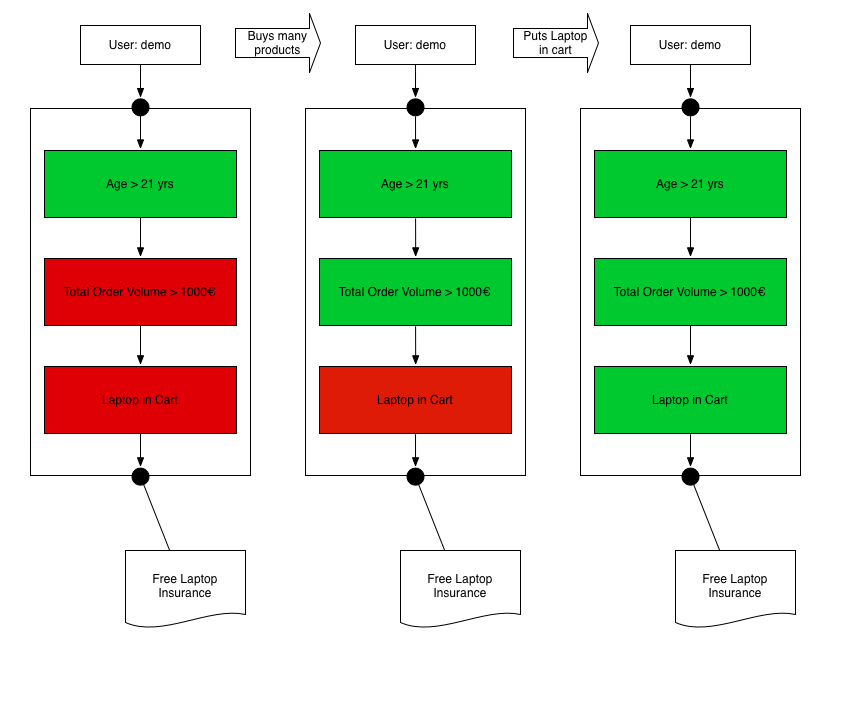 User: demo
Buys many
products
User: demo
Puts Laptop
in cart
User: demo
Age > 21 yrs
Age > 21 yrs
Age > 21 yrs
Total Order Volume > 1000€
Total Order Volume > 1000€
Total Order Volume > 1000€
Laptop in Cart
Laptop in Cart
Laptop in Cart
Free Laptop
Insurance
Free Laptop
Insurance
Free Laptop
Insurance